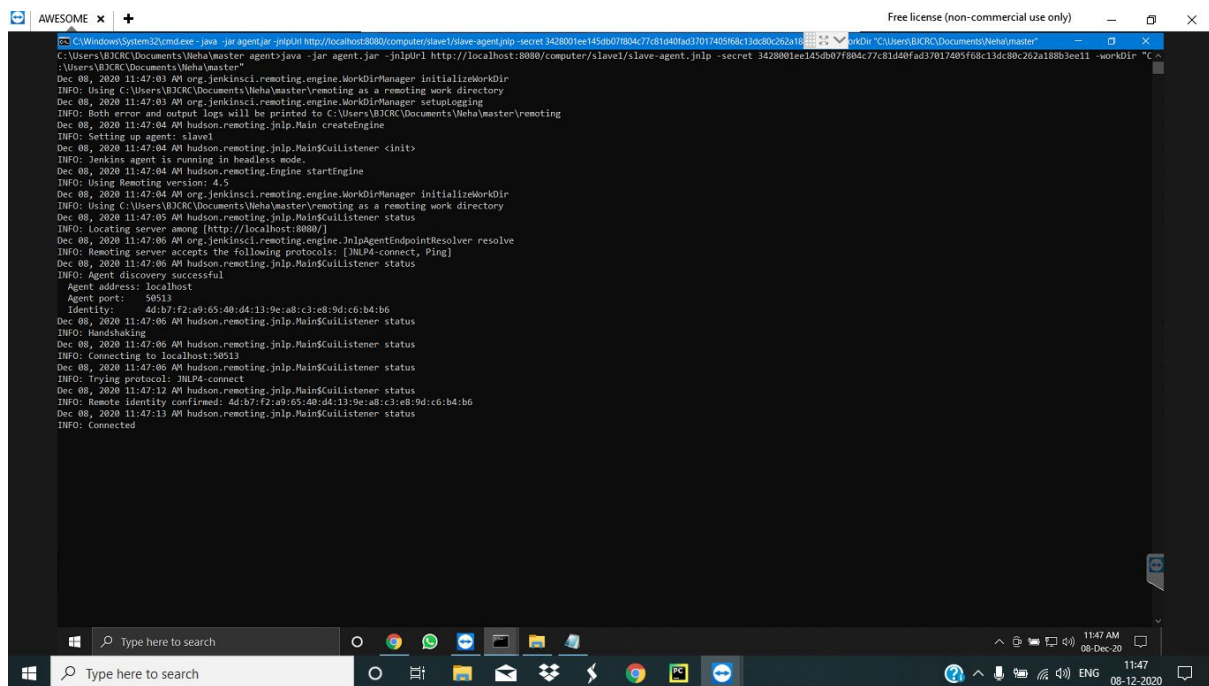 AWESOME
Free license (non-commercial use only)
C:\Windows\System32\cmd.exe - java -jar agent.jar -jnlpUrl http://localhost:8080/computer/slave1/slave-agent.jnlp -secret 3428001ee145db07f804c77c81d40fad37017405f68c13dc80c262a18 orkDir "C:\Users\BJCRC\Documents\Neha\master"
C:\Users\BJCRC\Documents\Neha\master agent>java -jar agent.jar -jnlpUrl http://localhost:8080/computer/slave1/slave-agent.jnlp -secret 3428001ee145db07f804c77c81d40fad37017405f68c13dc80c262a188b3ee11 -workDir "C
:\Users\BJCRC\Documents\Neha\master"
Dec 08, 2020 11:47:03 AM org.jenkinsci.remoting.engine.WorkDirManager initializeWorkDir
INFO: Using C:\Users\BJCRC\Documents\Neha\master\remoting as a remoting work directory
Dec 08, 2020 11:47:03 AM org.jenkinsci.remoting.engine.WorkDirManager setupLogging
INFO: Both error and output logs will be printed to C:\Users\BJCRC\Documents\Neha\master\remoting
Dec 08, 2020 11:47:04 AM hudson.remoting.jnlp.Main createEngine
INFO: Setting up agent: slave1
Dec 08, 2020 11:47:04 AM hudson.remoting.jnlp.Main$CuiListener <init>
INFO: Jenkins agent is running in headless mode.
Dec 08, 2020 11:47:04 AM hudson.remoting.Engine startEngine
INFO: Using Remoting version: 4.5
Dec 08, 2020 11:47:04 AM org.jenkinsci.remoting.engine.WorkDirManager initializeWorkDir
INFO: Using C:\Users\BJCRC\Documents\Neha\master\remoting as a remoting work directory
Dec 08, 2020 11:47:05 AM hudson.remoting.jnlp.Main$CuiListener status
INFO: Locating server among [http://localhost:8080/]
Dec 08, 2020 11:47:06 AM org.jenkinsci.remoting.engine.JnlpAgentEndpointResolver resolve
INFO: Remoting server accepts the following protocols: [JNLP4-connect, Ping]
Dec 08, 2020 11:47:06 AM hudson.remoting.jnlp.Main$CuiListener status
INFO: Agent discovery successful
Agent address: localhost
Agent port: 50513
Identity: 4d:b7:f2:a9:65:40:d4:13:9e:a8:c3:e8:9d:c6:b4:b6
Dec 08, 2020 11:47:06 AM hudson.remoting.jnlp.Main$CuiListener status
INFO: Handshaking
Dec 08, 2020 11:47:06 AM hudson.remoting.jnlp.Main$CuiListener status
INFO: Connecting to localhost:50513
Dec 08, 2020 11:47:06 AM hudson.remoting.jnlp.Main$CuiListener status
INFO: Trying protocol: JNLP4-connect
Dec 08, 2020 11:47:12 AM hudson.remoting.jnlp.Main$CuiListener status
INFO: Remote identity confirmed: 4d:b7:f2:a9:65:40:d4:13:9e:a8:c3:e8:9d:c6:b4:b6
Dec 08, 2020 11:47:13 AM hudson.remoting.jnlp.Main$CuiListener status
INFO: Connected
Type here to search
11:47 AM
08-Dec-20
Type here to search
PC
ENG
11:47
08-12-2020